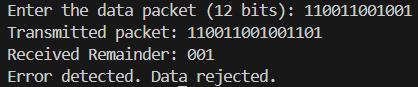 Enter the data packet (12 bits): 110011001001
Transmitted packet: 110011001001101
Received Remainder: 001
Error detected. Data rejected.